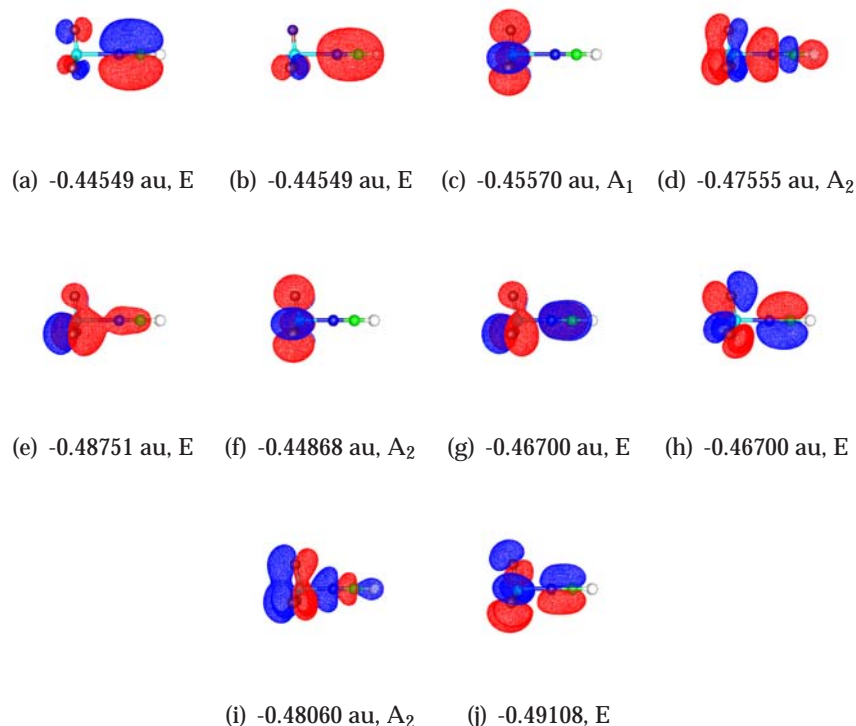 (a) -0.44549 au, E (b) -0.44549 au, E (c) -0.45570 au, A1 (d) -0.47555 au, A2
(e) -0.48751 au, E (f) -0.44868 au, A2 (g) -0.46700 au, E (h) -0.46700 au, E
(i) -0.48060 au, A2 (j) -0.49108, E